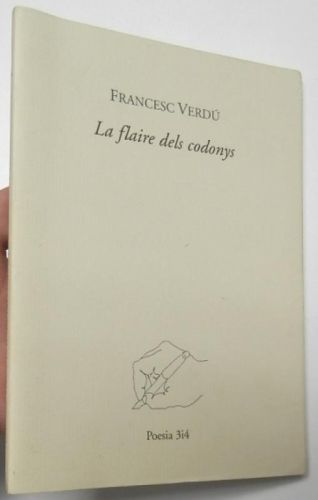 FRANCESC VERDÚ
La flaire dels codonys
Poesia 3i4